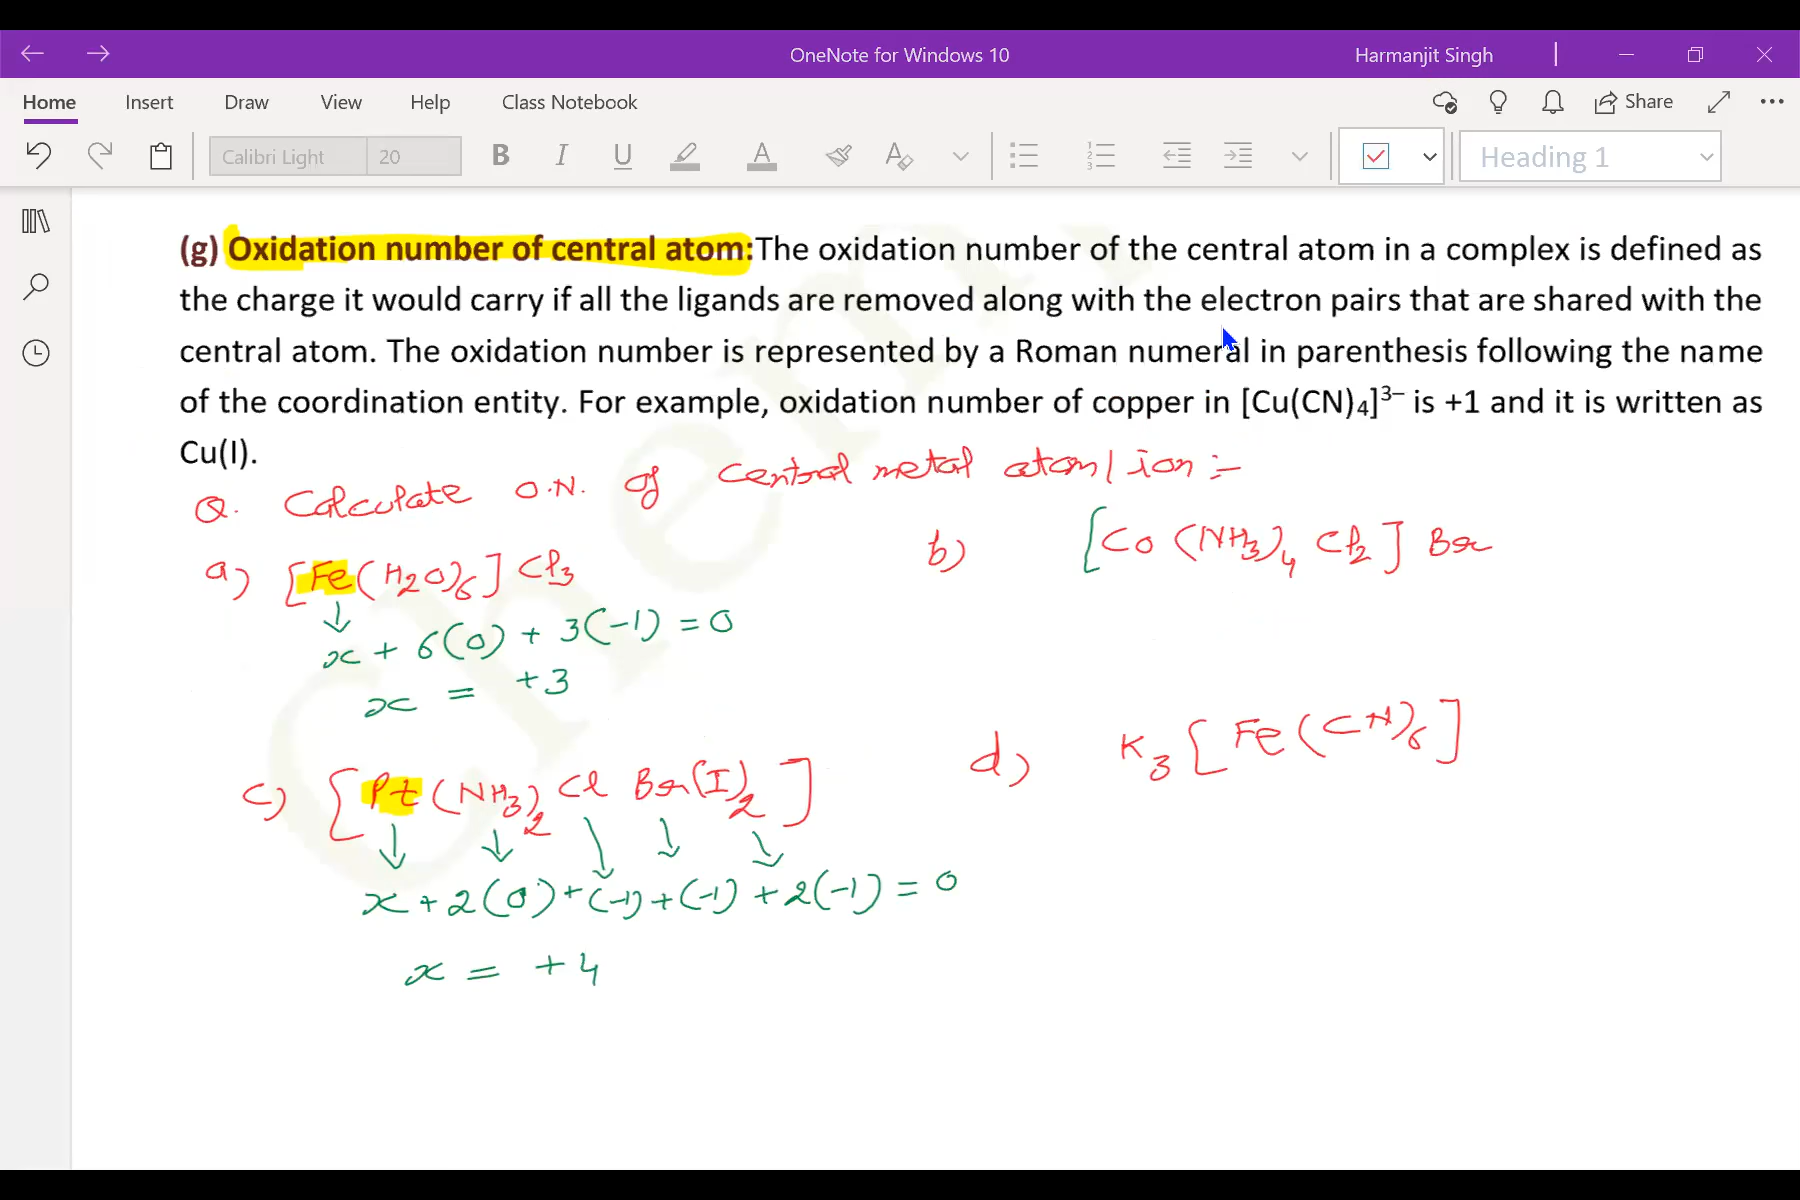 OneNote for Windows 10
Harmanjit Singh
Home Insert Draw View Help Class Notebook
Share
Calibri Light 20 B I U A A Heading 1
(g) Oxidation number of central atom:The oxidation number of the central atom in a complex is defined as
the charge it would carry if all the ligands are removed along with the electron pairs that are shared with the
central atom. The oxidation number is represented by a Roman numeral in parenthesis following the name
of the coordination entity. For example, oxidation number of copper in [Cu(CN)₄]³⁻ is +1 and it is written as
Cu(I).
Q. Calculate O.N. of central metal atom/ion :-
a) [Fe(H₂O)₆]Cl₃
x + 6(0) + 3(-1) = 0
x = +3
b) [Co(NH₃)₄Cl₂]Br
c) [Pt(NH₃)₂ClBr(I)₂]
x + 2(0) + (-1) + (-1) + 2(-1) = 0
x = +4
d) K₃[Fe(CN)₆]
Chem